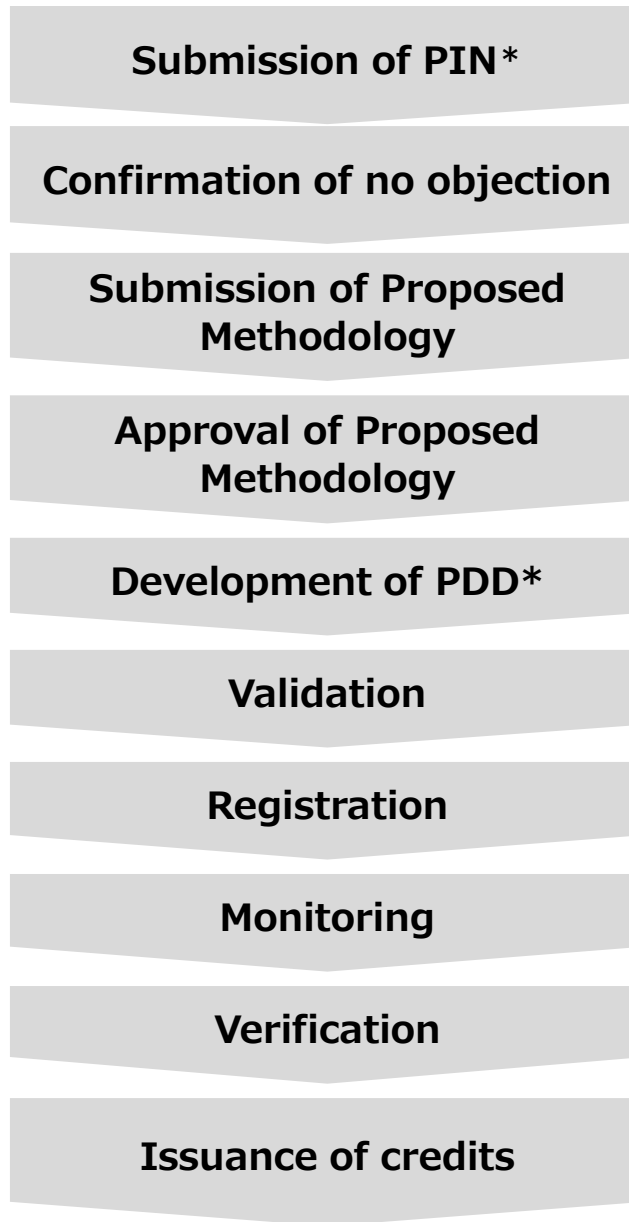 Submission of PIN*
Confirmation of no objection
Submission of Proposed
Methodology
Approval of Proposed
Methodology
Development of PDD*
Validation
Registration
Monitoring
Verification
Issuance of credits